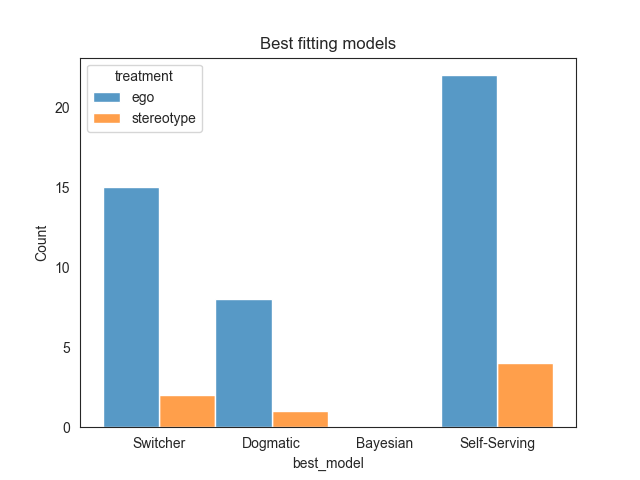 Best fitting models
treatment
ego
stereotype
Count
20
15
10
5
0
Switcher Dogmatic Bayesian Self-Serving
best_model